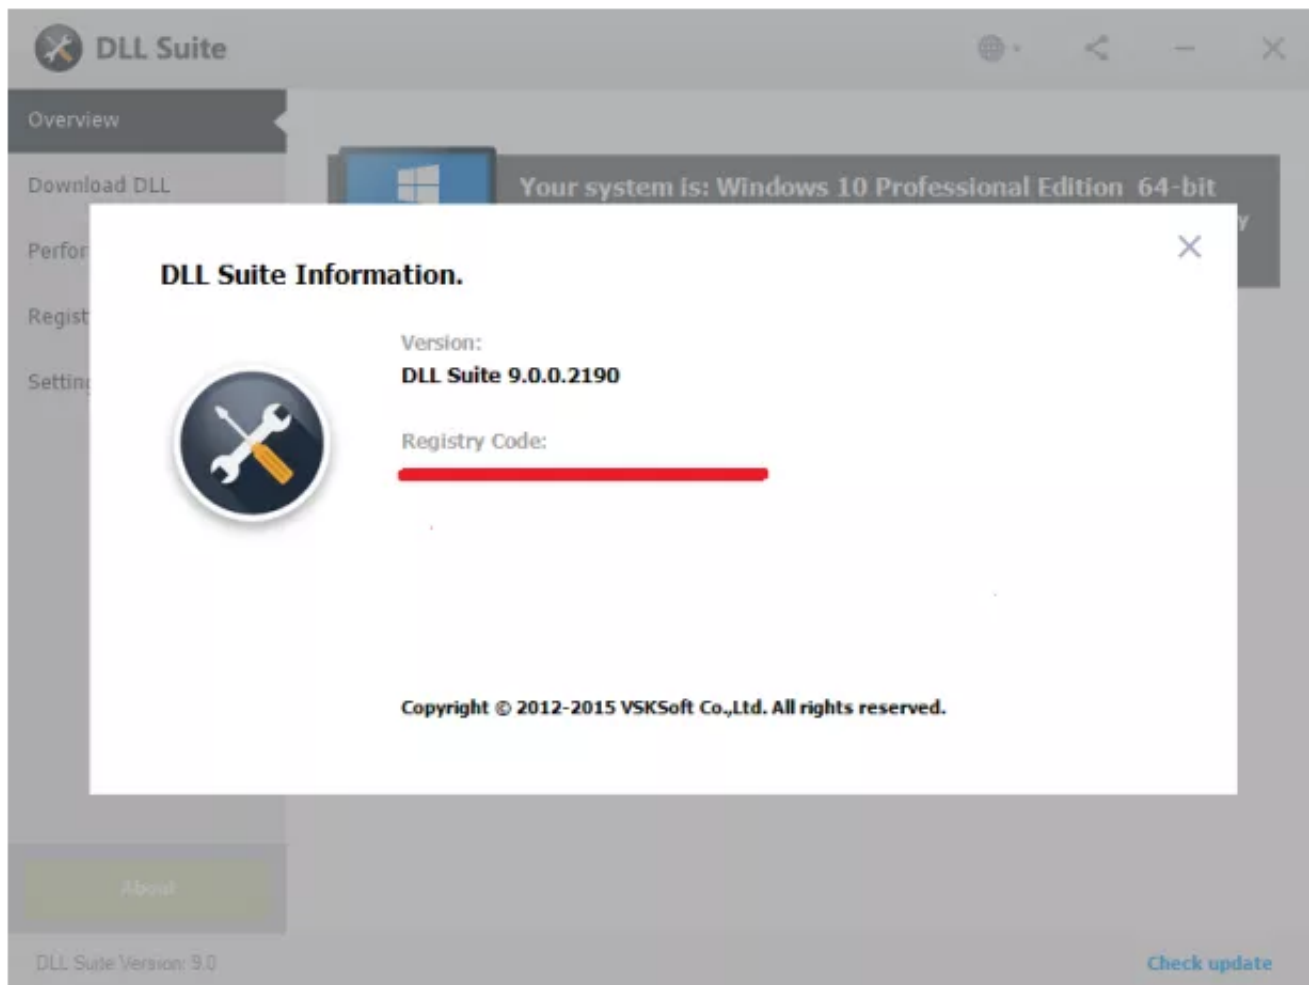 DLL Suite
Overview
Download DLL
Your system is: Windows 10 Professional Edition 64-bit
y
Perfor
DLL Suite Information.
Regist
Version:
DLL Suite 9.0.0.2190
Setting
Registry Code:
Copyright © 2012-2015 VSKSoft Co.,Ltd. All rights reserved.
About
DLL Suite Version: 9.0
Check update